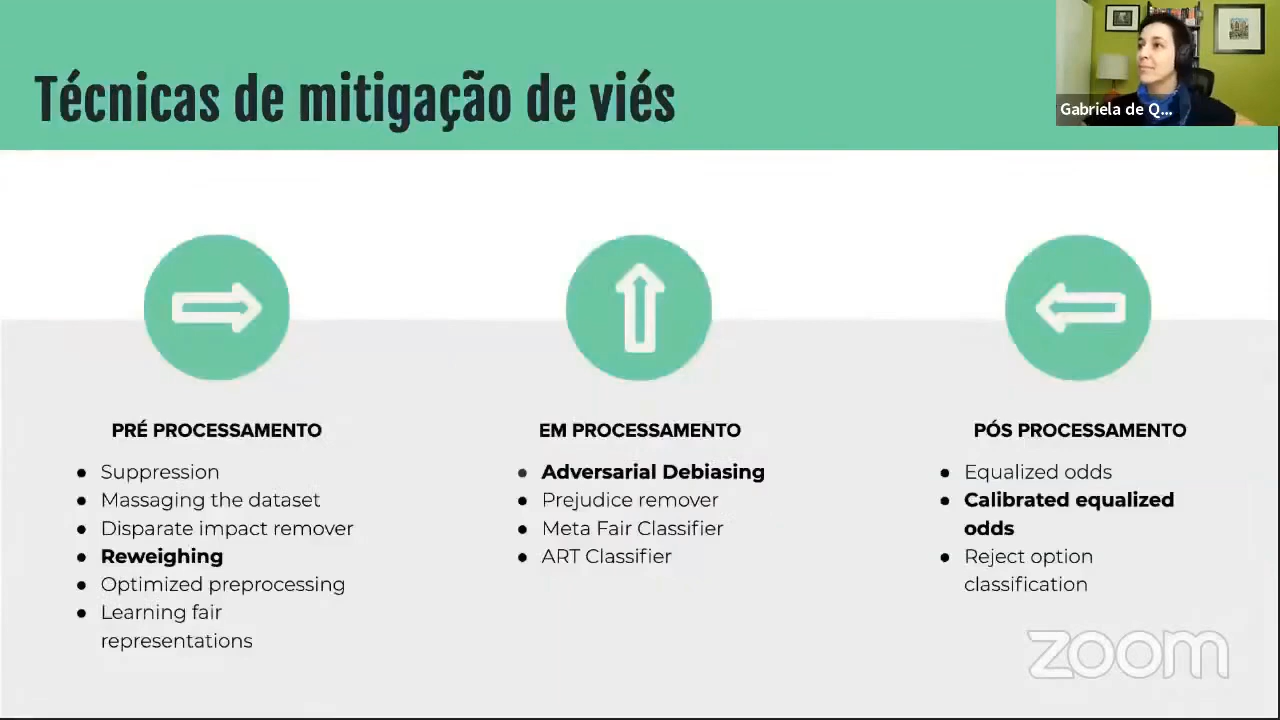 Técnicas de mitigação de viés
Gabriela de Q...
PRÉ PROCESSAMENTO
● Suppression
● Massaging the dataset
● Disparate impact remover
● Reweighing
● Optimized preprocessing
● Learning fair
representations
EM PROCESSAMENTO
● Adversarial Debiasing
● Prejudice remover
● Meta Fair Classifier
● ART Classifier
PÓS PROCESSAMENTO
● Equalized odds
● Calibrated equalized
odds
● Reject option
classification
zoom